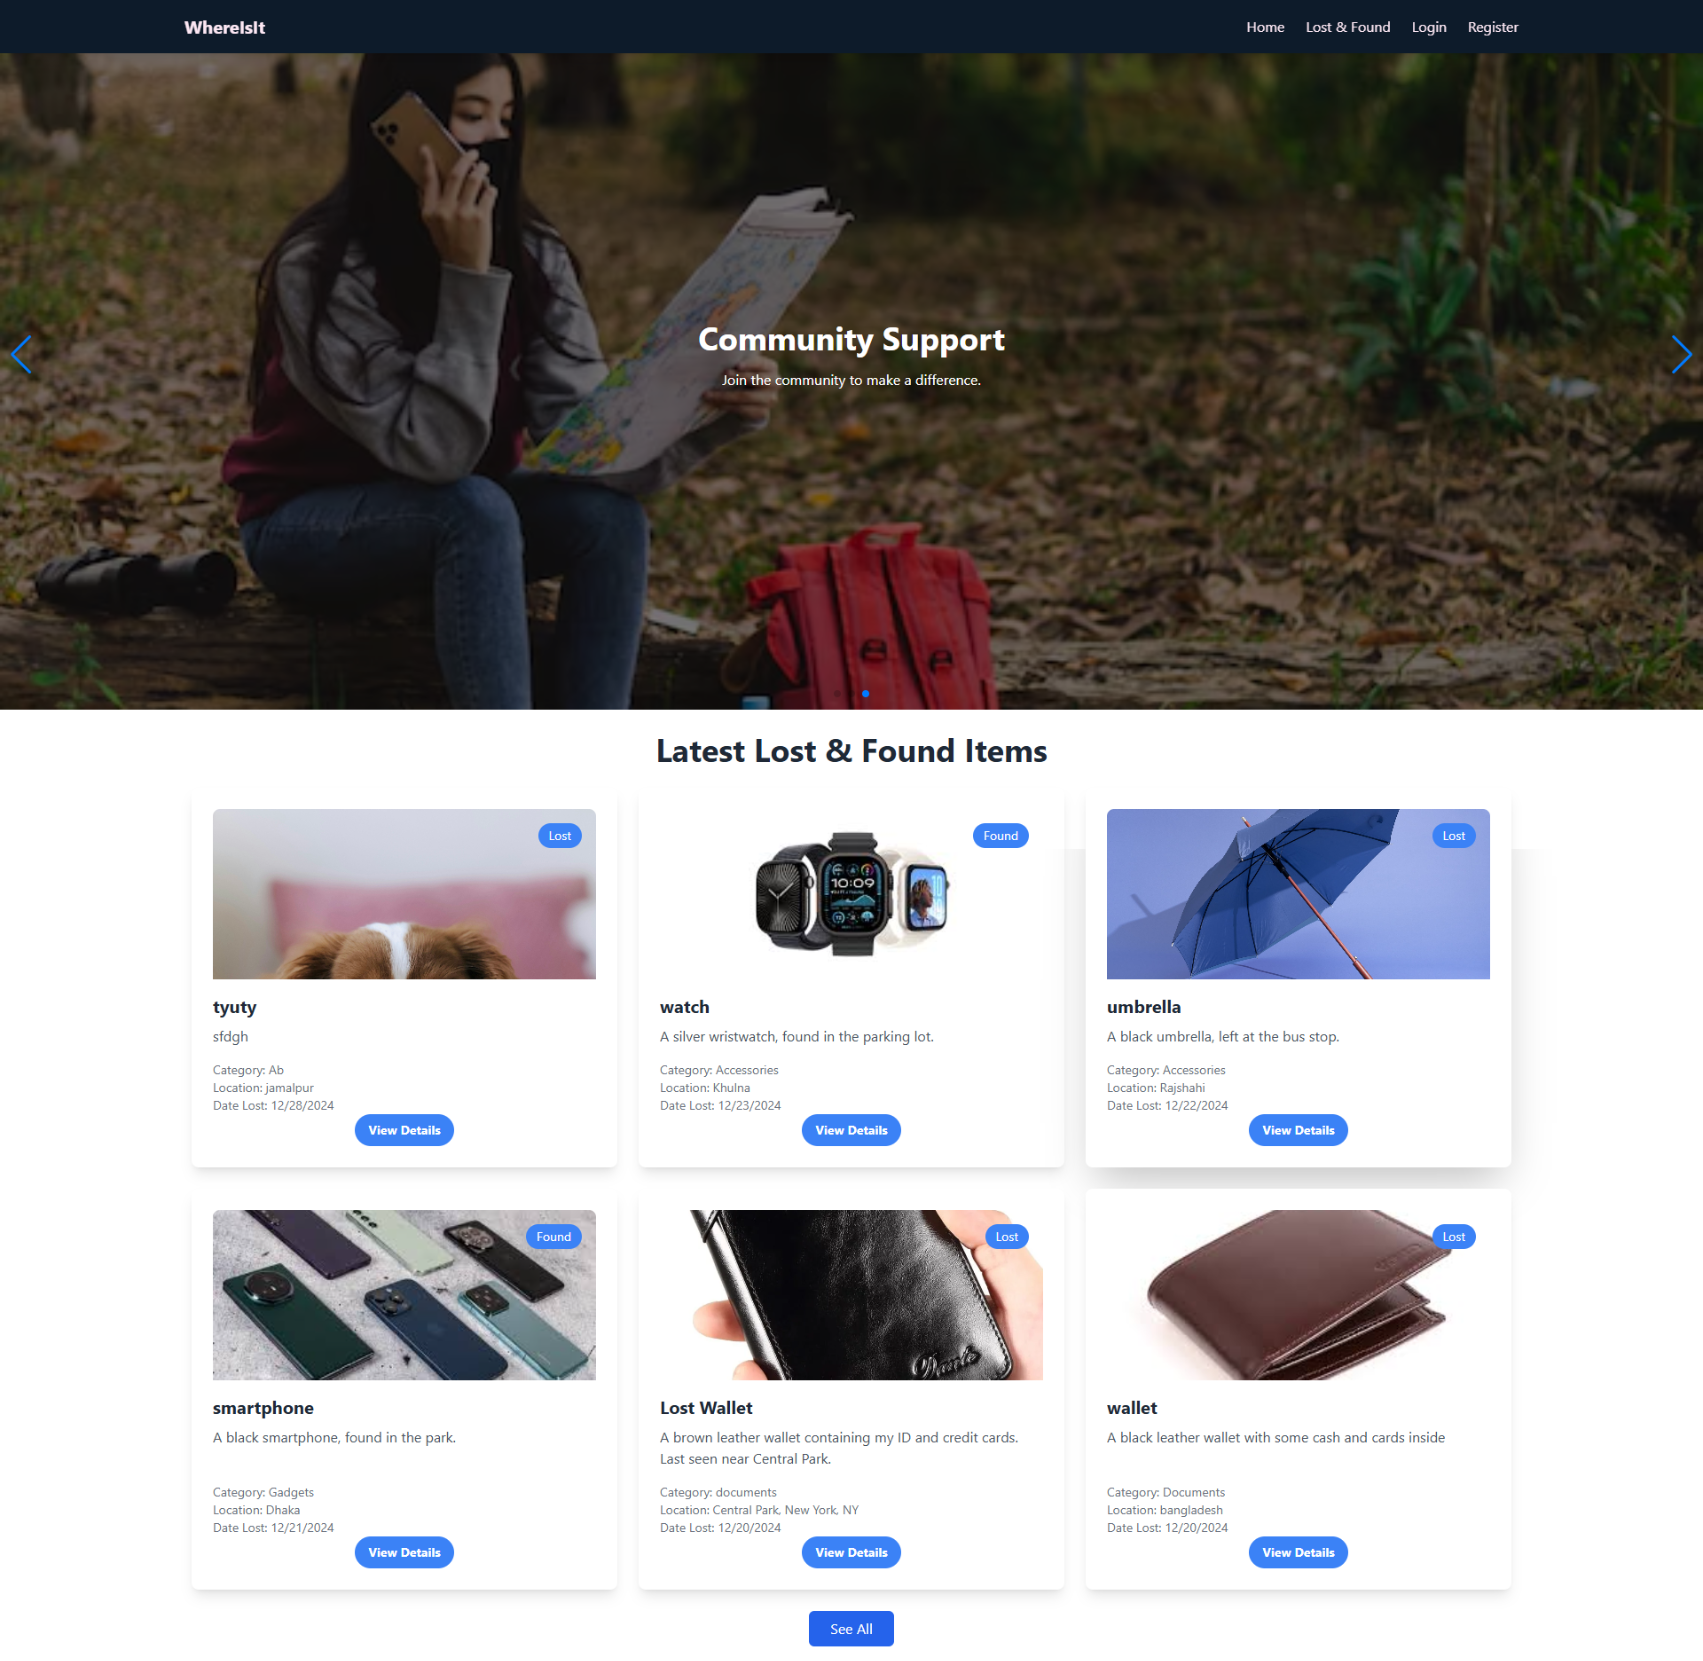 WhereIsIt
Home
Lost & Found
Login
Register
Community Support
Join the community to make a difference.
Latest Lost & Found Items
Lost
tyuty
sfdgh
Category: Ab
Location: jamalpur
Date Lost: 12/28/2024
View Details
Found
10:09
watch
A silver wristwatch, found in the parking lot.
Category: Accessories
Location: Khulna
Date Lost: 12/23/2024
View Details
Lost
umbrella
A black umbrella, left at the bus stop.
Category: Accessories
Location: Rajshahi
Date Lost: 12/22/2024
View Details
Found
smartphone
A black smartphone, found in the park.
Category: Gadgets
Location: Dhaka
Date Lost: 12/21/2024
View Details
Lost
Dante
Lost Wallet
A brown leather wallet containing my ID and credit cards.
Last seen near Central Park.
Category: documents
Location: Central Park, New York, NY
Date Lost: 12/20/2024
View Details
Lost
wallet
A black leather wallet with some cash and cards inside
Category: Documents
Location: bangladesh
Date Lost: 12/20/2024
View Details
See All